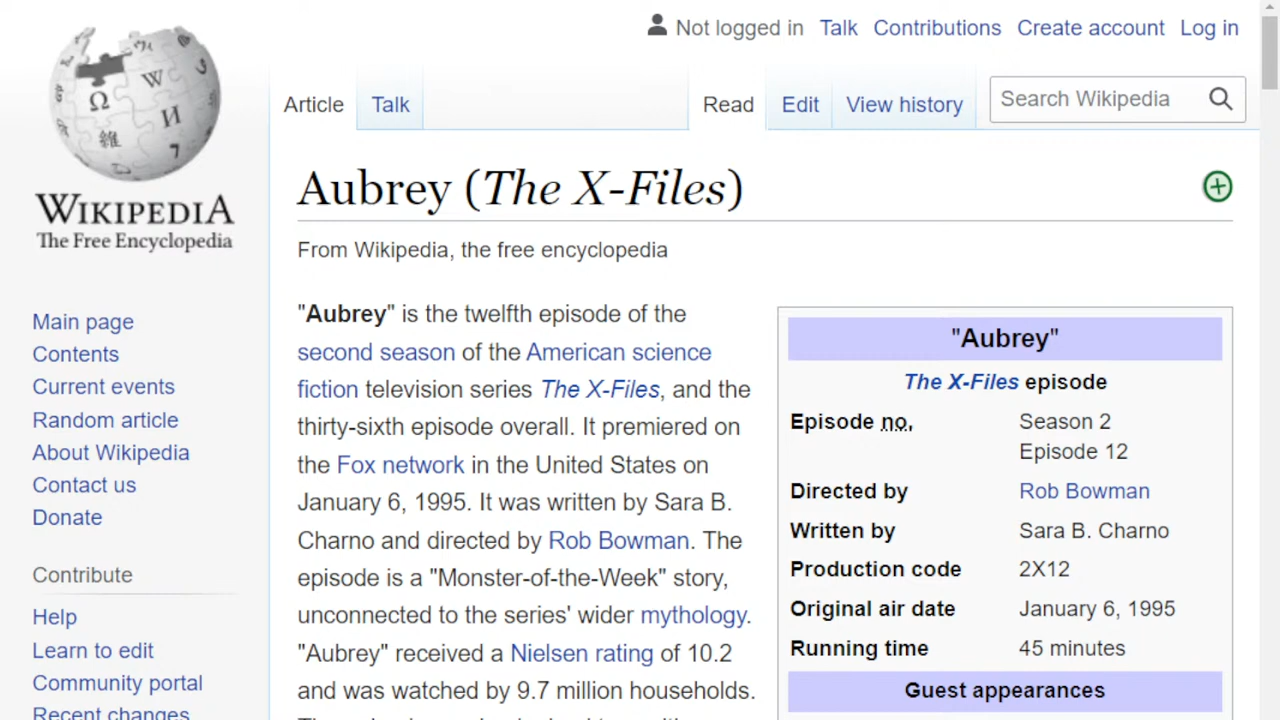 Not logged in Talk Contributions Create account Log in
Article Talk Read Edit View history Search Wikipedia
WIKIPEDIA
The Free Encyclopedia
Main page
Contents
Current events
Random article
About Wikipedia
Contact us
Donate
Contribute
Help
Learn to edit
Community portal
Recent changes
Aubrey (The X-Files)
From Wikipedia, the free encyclopedia
"Aubrey" is the twelfth episode of the
second season of the American science
fiction television series The X-Files, and the
thirty-sixth episode overall. It premiered on
the Fox network in the United States on
January 6, 1995. It was written by Sara B.
Charno and directed by Rob Bowman. The
episode is a "Monster-of-the-Week" story,
unconnected to the series' wider mythology.
"Aubrey" received a Nielsen rating of 10.2
and was watched by 9.7 million households.
"Aubrey"
The X-Files episode
Episode no. Season 2
Episode 12
Directed by Rob Bowman
Written by Sara B. Charno
Production code 2X12
Original air date January 6, 1995
Running time 45 minutes
Guest appearances